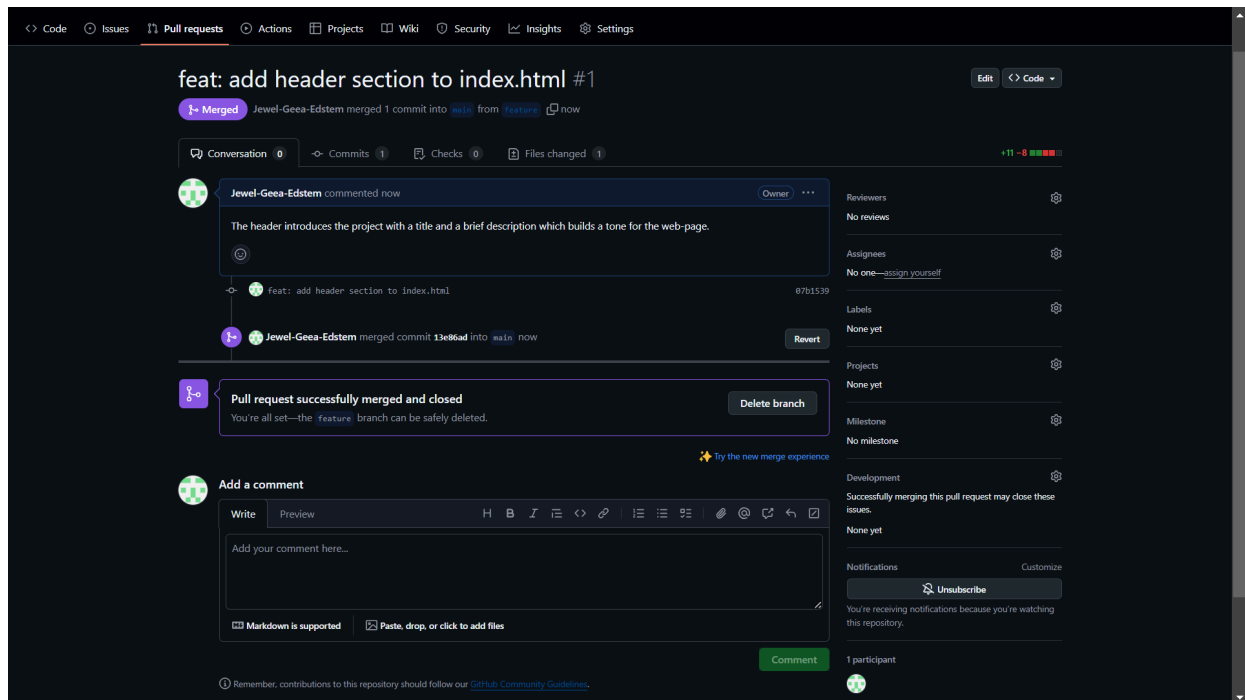 Code Issues Pull requests Actions Projects Wiki Security Insights Settings
feat: add header section to index.html #1
Edit Code
Merged Jewel-Geea-Edstem merged 1 commit into main from feature now
Conversation 0 Commits 1 Checks 0 Files changed 1 +11 −8
Jewel-Geea-Edstem commented now Owner
The header introduces the project with a title and a brief description which builds a tone for the web-page.
feat: add header section to index.html 07b1539
Jewel-Geea-Edstem merged commit 13e86ad into main now Revert
Pull request successfully merged and closed
You're all set—the feature branch can be safely deleted.
Delete branch
Try the new merge experience
Add a comment
Write Preview
Add your comment here...
Markdown is supported Paste, drop, or click to add files
Comment
Remember, contributions to this repository should follow our GitHub Community Guidelines.
Reviewers
No reviews
Assignees
No one—assign yourself
Labels
None yet
Projects
None yet
Milestone
No milestone
Development
Successfully merging this pull request may close these
issues.
None yet
Notifications Customize
Unsubscribe
You're receiving notifications because you're watching
this repository.
1 participant